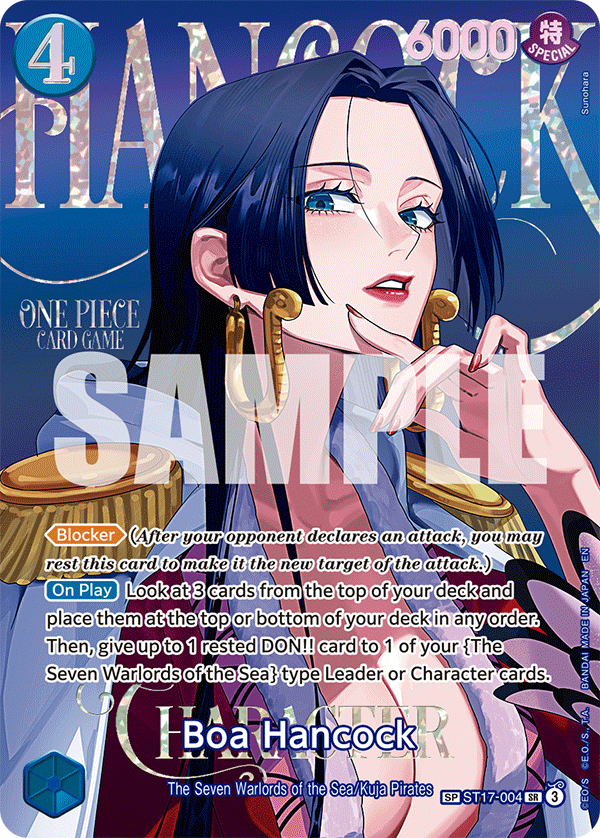 HANCOCK
4
6000
特
SPECIAL
Sunohara
ONE PIECE
CARD GAME
SAMPLE
Blocker (After your opponent declares an attack, you may
rest this card to make it the new target of the attack.)
On Play Look at 3 cards from the top of your deck and
place them at the top or bottom of your deck in any order.
Then, give up to 1 rested DON!! card to 1 of your {The
Seven Warlords of the Sea} type Leader or Character cards.
CHARACTER
Boa Hancock
The Seven Warlords of the Sea/Kuja Pirates
SP ST17-004 SR 3
©E.O/S ©E.O./S., T.A. BANDAI MADE IN JAPAN EN